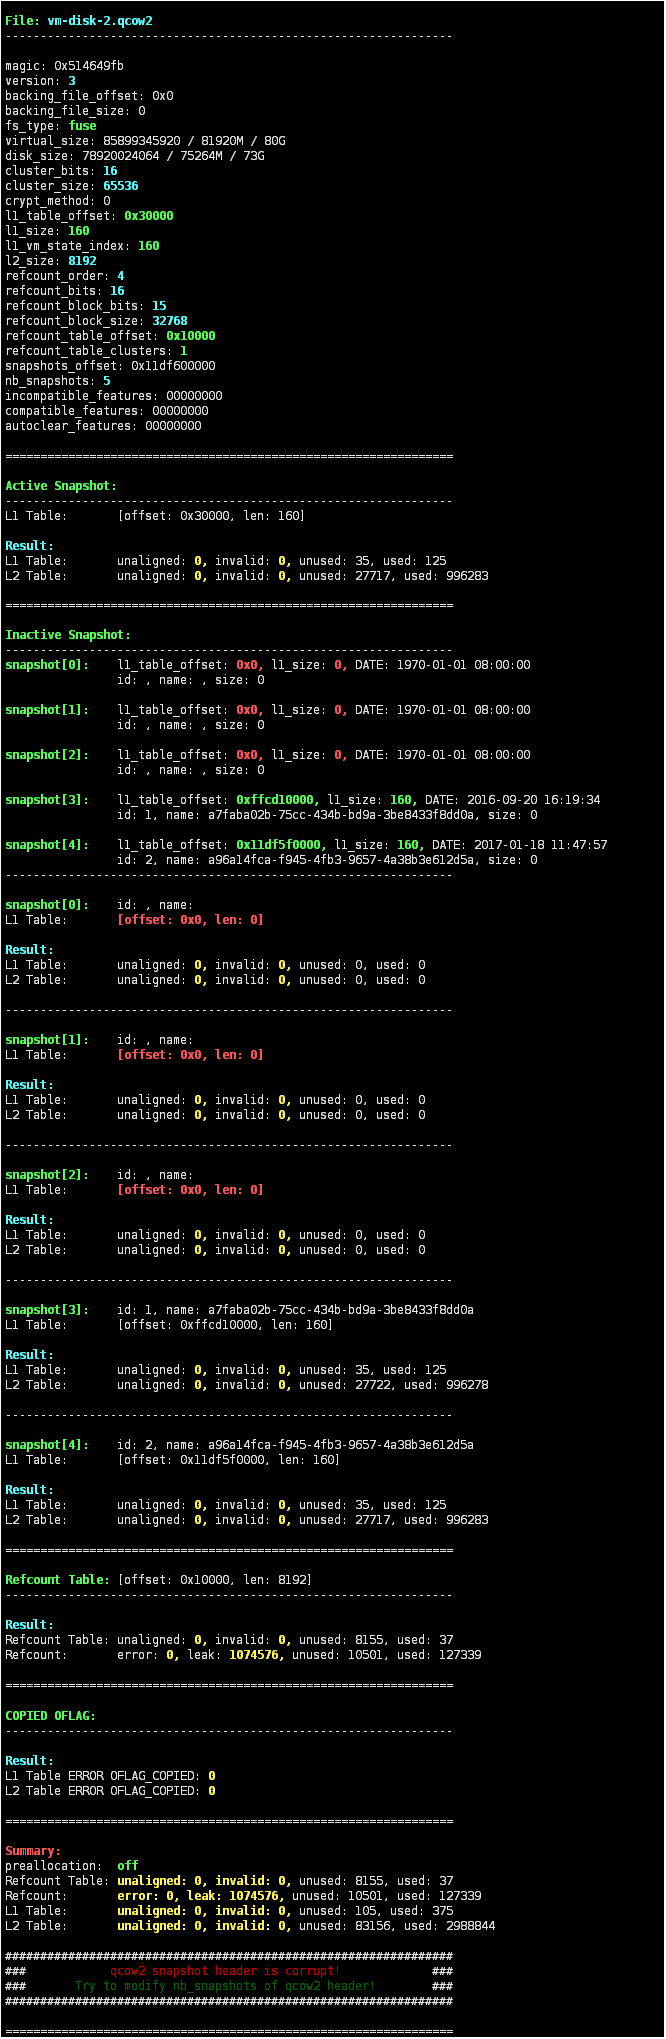 File: vm-disk-2.qcow2
----------------------------------------------------------------
magic: 0x514649fb
version: 3
backing_file_offset: 0x0
backing_file_size: 0
fs_type: fuse
virtual_size: 85899345920 / 81920M / 80G
disk_size: 78920024064 / 75264M / 73G
cluster_bits: 16
cluster_size: 65536
crypt_method: 0
l1_table_offset: 0x30000
l1_size: 160
l1_vm_state_index: 160
l2_size: 8192
refcount_order: 4
refcount_bits: 16
refcount_block_bits: 15
refcount_block_size: 32768
refcount_table_offset: 0x10000
refcount_table_clusters: 1
snapshots_offset: 0x11df600000
nb_snapshots: 5
incompatible_features: 00000000
compatible_features: 00000000
autoclear_features: 00000000
================================================================
Active Snapshot:
----------------------------------------------------------------
L1 Table:       [offset: 0x30000, len: 160]
Result:
L1 Table:       unaligned: 0, invalid: 0, unused: 35, used: 125
L2 Table:       unaligned: 0, invalid: 0, unused: 27717, used: 996283
================================================================
Inactive Snapshot:
----------------------------------------------------------------
snapshot[0]:    l1_table_offset: 0x0, l1_size: 0, DATE: 1970-01-01 08:00:00
                id: , name: , size: 0
snapshot[1]:    l1_table_offset: 0x0, l1_size: 0, DATE: 1970-01-01 08:00:00
                id: , name: , size: 0
snapshot[2]:    l1_table_offset: 0x0, l1_size: 0, DATE: 1970-01-01 08:00:00
                id: , name: , size: 0
snapshot[3]:    l1_table_offset: 0xffcd10000, l1_size: 160, DATE: 2016-09-20 16:19:34
                id: 1, name: a7faba02b-75cc-434b-bd9a-3be8433f8dd0a, size: 0
snapshot[4]:    l1_table_offset: 0x11df5f0000, l1_size: 160, DATE: 2017-01-18 11:47:57
                id: 2, name: a96a14fca-f945-4fb3-9657-4a38b3e612d5a, size: 0
----------------------------------------------------------------
snapshot[0]:    id: , name:
L1 Table:       [offset: 0x0, len: 0]
Result:
L1 Table:       unaligned: 0, invalid: 0, unused: 0, used: 0
L2 Table:       unaligned: 0, invalid: 0, unused: 0, used: 0
----------------------------------------------------------------
snapshot[1]:    id: , name:
L1 Table:       [offset: 0x0, len: 0]
Result:
L1 Table:       unaligned: 0, invalid: 0, unused: 0, used: 0
L2 Table:       unaligned: 0, invalid: 0, unused: 0, used: 0
----------------------------------------------------------------
snapshot[2]:    id: , name:
L1 Table:       [offset: 0x0, len: 0]
Result:
L1 Table:       unaligned: 0, invalid: 0, unused: 0, used: 0
L2 Table:       unaligned: 0, invalid: 0, unused: 0, used: 0
----------------------------------------------------------------
snapshot[3]:    id: 1, name: a7faba02b-75cc-434b-bd9a-3be8433f8dd0a
L1 Table:       [offset: 0xffcd10000, len: 160]
Result:
L1 Table:       unaligned: 0, invalid: 0, unused: 35, used: 125
L2 Table:       unaligned: 0, invalid: 0, unused: 27722, used: 996278
----------------------------------------------------------------
snapshot[4]:    id: 2, name: a96a14fca-f945-4fb3-9657-4a38b3e612d5a
L1 Table:       [offset: 0x11df5f0000, len: 160]
Result:
L1 Table:       unaligned: 0, invalid: 0, unused: 35, used: 125
L2 Table:       unaligned: 0, invalid: 0, unused: 27717, used: 996283
================================================================
Refcount Table: [offset: 0x10000, len: 8192]
----------------------------------------------------------------
Result:
Refcount Table: unaligned: 0, invalid: 0, unused: 8155, used: 37
Refcount:       error: 0, leak: 1074576, unused: 10501, used: 127339
================================================================
COPIED OFLAG:
----------------------------------------------------------------
Result:
L1 Table ERROR OFLAG_COPIED: 0
L2 Table ERROR OFLAG_COPIED: 0
================================================================
Summary:
preallocation:  off
Refcount Table: unaligned: 0, invalid: 0, unused: 8155, used: 37
Refcount:       error: 0, leak: 1074576, unused: 10501, used: 127339
L1 Table:       unaligned: 0, invalid: 0, unused: 105, used: 375
L2 Table:       unaligned: 0, invalid: 0, unused: 83156, used: 2988844
################################################################
###            qcow2 snapshot header is corrupt!             ###
###       Try to modify nb_snapshots of qcow2 header!        ###
################################################################
================================================================